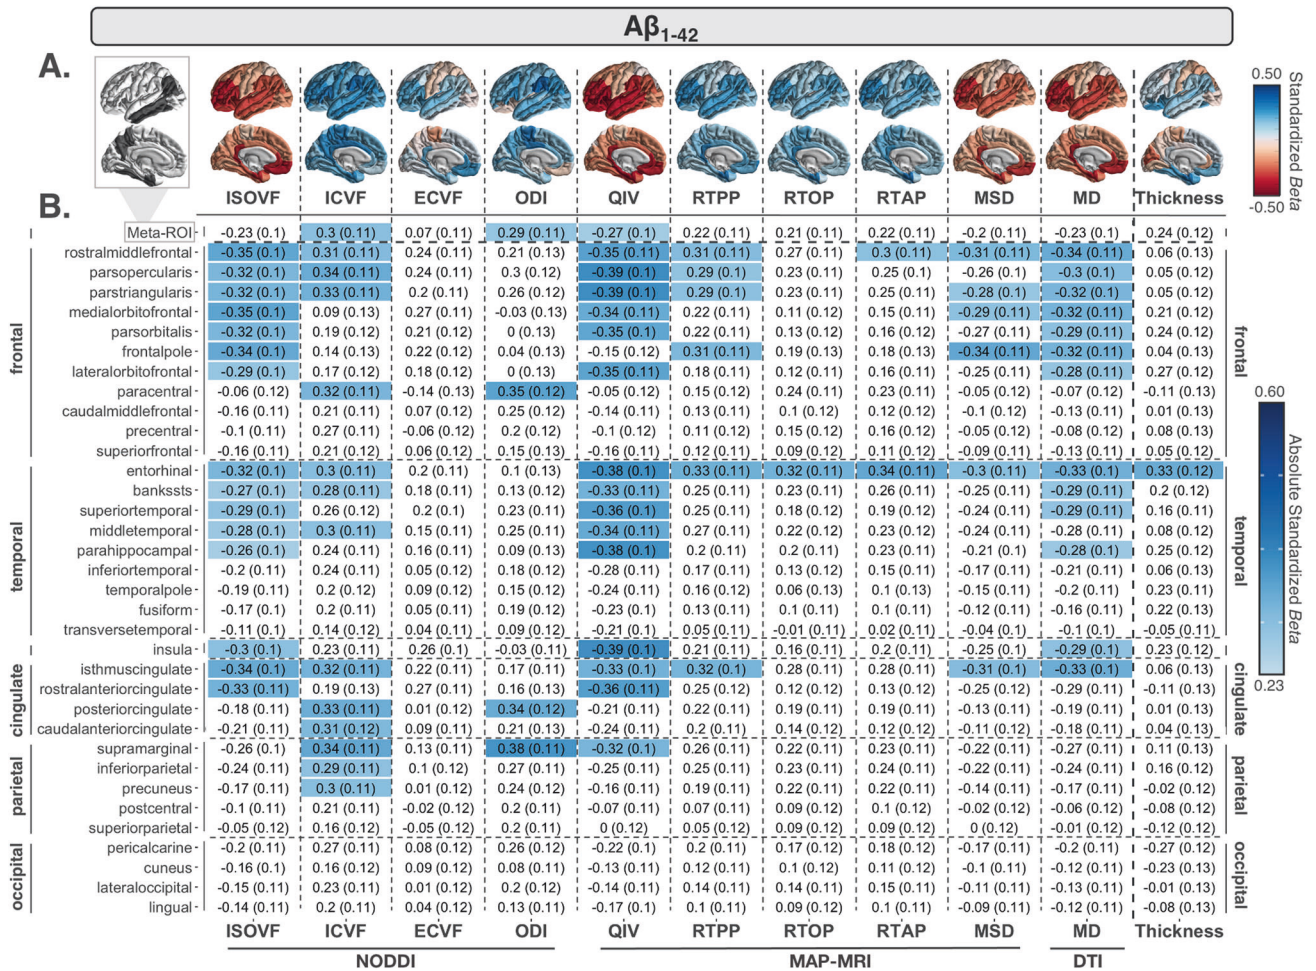 Aβ1-42
A.
0.50
Standardized Beta
-0.50
ISOVF ICVF ECVF ODI QIV RTPP RTOP RTAP MSD MD Thickness
B.
Meta-ROI -0.23 (0.1) 0.3 (0.11) 0.07 (0.11) 0.29 (0.11) -0.27 (0.1) 0.22 (0.11) 0.21 (0.11) 0.22 (0.11) -0.2 (0.11) -0.23 (0.1) 0.24 (0.12)
frontal
rostralmiddlefrontal -0.35 (0.1) 0.31 (0.11) 0.24 (0.11) 0.21 (0.13) -0.35 (0.11) 0.31 (0.11) 0.27 (0.11) 0.3 (0.11) -0.31 (0.11) -0.34 (0.11) 0.06 (0.13)
parsopercularis -0.32 (0.1) 0.34 (0.11) 0.24 (0.11) 0.3 (0.12) -0.39 (0.1) 0.29 (0.1) 0.23 (0.11) 0.25 (0.1) -0.26 (0.1) -0.3 (0.1) 0.05 (0.12)
parstriangularis -0.32 (0.1) 0.33 (0.11) 0.2 (0.11) 0.26 (0.12) -0.39 (0.1) 0.29 (0.1) 0.23 (0.11) 0.25 (0.11) -0.28 (0.1) -0.32 (0.1) 0.05 (0.12)
medialorbitofrontal -0.35 (0.1) 0.09 (0.13) 0.27 (0.11) -0.03 (0.13) -0.34 (0.11) 0.22 (0.11) 0.11 (0.12) 0.15 (0.11) -0.29 (0.11) -0.32 (0.11) 0.21 (0.12)
parsorbitalis -0.32 (0.1) 0.19 (0.12) 0.21 (0.12) 0 (0.13) -0.35 (0.1) 0.22 (0.11) 0.13 (0.12) 0.16 (0.12) -0.27 (0.11) -0.29 (0.11) 0.24 (0.12)
frontalpole -0.34 (0.1) 0.14 (0.13) 0.22 (0.12) 0.04 (0.13) -0.15 (0.12) 0.31 (0.11) 0.19 (0.13) 0.18 (0.13) -0.34 (0.11) -0.32 (0.11) 0.04 (0.13)
lateralorbitofrontal -0.29 (0.1) 0.17 (0.12) 0.18 (0.12) 0 (0.13) -0.35 (0.11) 0.18 (0.11) 0.12 (0.12) 0.16 (0.11) -0.25 (0.11) -0.28 (0.11) 0.27 (0.12)
paracentral -0.06 (0.12) 0.32 (0.11) -0.14 (0.13) 0.35 (0.12) -0.05 (0.12) 0.15 (0.12) 0.24 (0.11) 0.23 (0.11) -0.05 (0.12) -0.07 (0.12) -0.11 (0.13)
caudalmiddlefrontal -0.16 (0.11) 0.21 (0.11) 0.07 (0.12) 0.25 (0.12) -0.14 (0.11) 0.13 (0.11) 0.1 (0.12) 0.12 (0.12) -0.1 (0.12) -0.13 (0.11) 0.01 (0.13)
precentral -0.1 (0.11) 0.27 (0.11) -0.06 (0.12) 0.2 (0.12) -0.1 (0.12) 0.11 (0.12) 0.15 (0.12) 0.16 (0.12) -0.05 (0.12) -0.08 (0.12) 0.08 (0.13)
superiorfrontal -0.16 (0.11) 0.21 (0.12) 0.06 (0.12) 0.15 (0.13) -0.16 (0.11) 0.12 (0.11) 0.09 (0.12) 0.11 (0.12) -0.09 (0.11) -0.13 (0.11) 0.05 (0.12)
frontal
temporal
entorhinal -0.32 (0.1) 0.3 (0.11) 0.2 (0.11) 0.1 (0.13) -0.38 (0.1) 0.33 (0.11) 0.32 (0.11) 0.34 (0.11) -0.3 (0.11) -0.33 (0.1) 0.33 (0.12)
bankssts -0.27 (0.1) 0.28 (0.11) 0.18 (0.11) 0.13 (0.12) -0.33 (0.11) 0.25 (0.11) 0.23 (0.11) 0.26 (0.11) -0.25 (0.11) -0.29 (0.11) 0.2 (0.12)
superiortemporal -0.29 (0.1) 0.26 (0.12) 0.2 (0.1) 0.23 (0.11) -0.36 (0.1) 0.25 (0.11) 0.18 (0.12) 0.19 (0.12) -0.24 (0.11) -0.29 (0.11) 0.16 (0.11)
middletemporal -0.28 (0.1) 0.3 (0.11) 0.15 (0.11) 0.25 (0.11) -0.34 (0.11) 0.27 (0.11) 0.22 (0.12) 0.23 (0.12) -0.24 (0.11) -0.28 (0.11) 0.08 (0.12)
parahippocampal -0.26 (0.1) 0.24 (0.11) 0.16 (0.11) 0.09 (0.13) -0.38 (0.1) 0.2 (0.11) 0.2 (0.11) 0.23 (0.11) -0.21 (0.1) -0.28 (0.1) 0.25 (0.12)
inferiortemporal -0.2 (0.11) 0.24 (0.11) 0.05 (0.12) 0.18 (0.12) -0.28 (0.11) 0.17 (0.11) 0.13 (0.12) 0.15 (0.11) -0.17 (0.11) -0.21 (0.11) 0.06 (0.13)
temporalpole -0.19 (0.11) 0.2 (0.12) 0.09 (0.12) 0.15 (0.12) -0.24 (0.11) 0.16 (0.12) 0.06 (0.13) 0.1 (0.13) -0.15 (0.11) -0.2 (0.11) 0.23 (0.11)
fusiform -0.17 (0.1) 0.2 (0.11) 0.05 (0.11) 0.19 (0.12) -0.23 (0.1) 0.13 (0.11) 0.1 (0.11) 0.1 (0.11) -0.12 (0.11) -0.16 (0.11) 0.22 (0.13)
transversetemporal -0.11 (0.1) 0.14 (0.12) 0.04 (0.11) 0.09 (0.12) -0.21 (0.1) 0.05 (0.11) -0.01 (0.11) 0.02 (0.11) -0.04 (0.1) -0.1 (0.1) -0.05 (0.11)
temporal
insula -0.3 (0.1) 0.23 (0.11) 0.26 (0.1) -0.03 (0.11) -0.39 (0.1) 0.21 (0.11) 0.16 (0.11) 0.2 (0.11) -0.25 (0.1) -0.29 (0.1) 0.23 (0.12)
cingulate
isthmuscingulate -0.34 (0.1) 0.32 (0.11) 0.22 (0.11) 0.17 (0.11) -0.33 (0.1) 0.32 (0.1) 0.28 (0.11) 0.28 (0.11) -0.31 (0.1) -0.33 (0.1) 0.06 (0.13)
rostralanteriorcingulate -0.33 (0.11) 0.19 (0.13) 0.27 (0.11) 0.16 (0.13) -0.36 (0.11) 0.25 (0.12) 0.12 (0.12) 0.13 (0.12) -0.25 (0.12) -0.29 (0.11) -0.11 (0.13)
posteriorcingulate -0.18 (0.11) 0.33 (0.11) 0.01 (0.12) 0.34 (0.12) -0.21 (0.11) 0.22 (0.11) 0.19 (0.11) 0.19 (0.11) -0.13 (0.11) -0.19 (0.11) 0.01 (0.13)
caudalanteriorcingulate -0.21 (0.11) 0.31 (0.12) 0.09 (0.11) 0.21 (0.13) -0.24 (0.11) 0.2 (0.11) 0.14 (0.12) 0.12 (0.12) -0.11 (0.12) -0.18 (0.11) 0.04 (0.13)
cingulate
parietal
supramarginal -0.26 (0.1) 0.34 (0.11) 0.13 (0.11) 0.38 (0.11) -0.32 (0.1) 0.26 (0.11) 0.22 (0.11) 0.23 (0.11) -0.22 (0.11) -0.27 (0.11) 0.11 (0.13)
inferiorparietal -0.24 (0.11) 0.29 (0.11) 0.1 (0.12) 0.27 (0.11) -0.25 (0.11) 0.25 (0.11) 0.23 (0.11) 0.24 (0.11) -0.22 (0.11) -0.24 (0.11) 0.16 (0.12)
precuneus -0.17 (0.11) 0.3 (0.11) 0.01 (0.12) 0.24 (0.12) -0.16 (0.11) 0.19 (0.11) 0.22 (0.11) 0.22 (0.11) -0.14 (0.11) -0.17 (0.11) -0.02 (0.12)
postcentral -0.1 (0.11) 0.21 (0.11) -0.02 (0.12) 0.2 (0.11) -0.07 (0.11) 0.07 (0.11) 0.09 (0.12) 0.1 (0.12) -0.02 (0.12) -0.06 (0.12) -0.08 (0.12)
superiorparietal -0.05 (0.12) 0.16 (0.12) -0.05 (0.12) 0.2 (0.11) 0 (0.12) 0.05 (0.12) 0.09 (0.12) 0.09 (0.12) 0 (0.12) -0.01 (0.12) -0.12 (0.12)
parietal
occipital
pericalcarine -0.2 (0.11) 0.27 (0.11) 0.08 (0.12) 0.26 (0.12) -0.22 (0.1) 0.2 (0.11) 0.17 (0.12) 0.18 (0.12) -0.17 (0.11) -0.2 (0.11) -0.27 (0.12)
cuneus -0.16 (0.1) 0.16 (0.12) 0.09 (0.12) 0.08 (0.11) -0.13 (0.11) 0.12 (0.11) 0.1 (0.12) 0.12 (0.11) -0.1 (0.11) -0.12 (0.11) -0.23 (0.13)
lateraloccipital -0.15 (0.11) 0.23 (0.11) 0.01 (0.12) 0.2 (0.12) -0.14 (0.11) 0.14 (0.11) 0.14 (0.11) 0.15 (0.11) -0.11 (0.11) -0.13 (0.11) -0.01 (0.13)
lingual -0.14 (0.11) 0.2 (0.11) 0.04 (0.12) 0.13 (0.11) -0.17 (0.1) 0.1 (0.11) 0.09 (0.12) 0.1 (0.11) -0.09 (0.11) -0.12 (0.11) -0.08 (0.13)
occipital
0.60
Absolute Standardized Beta
0.23
ISOVF ICVF ECVF ODI QIV RTPP RTOP RTAP MSD MD Thickness
NODDI MAP-MRI DTI